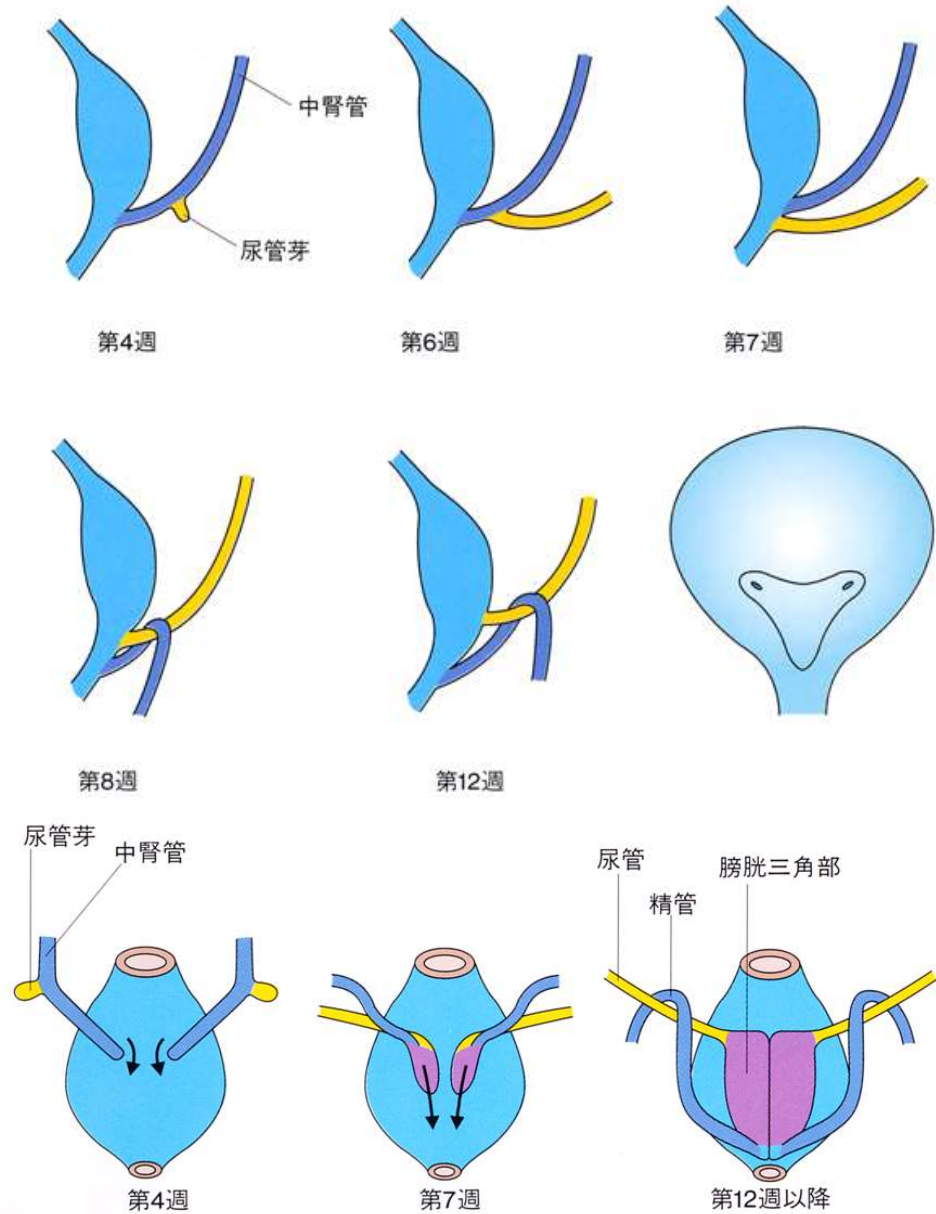 中腎管
尿管芽
第4週
第6週
第7週
第8週
第12週
尿管芽
中腎管
尿管
精管
膀胱三角部
第4週
第7週
第12週以降